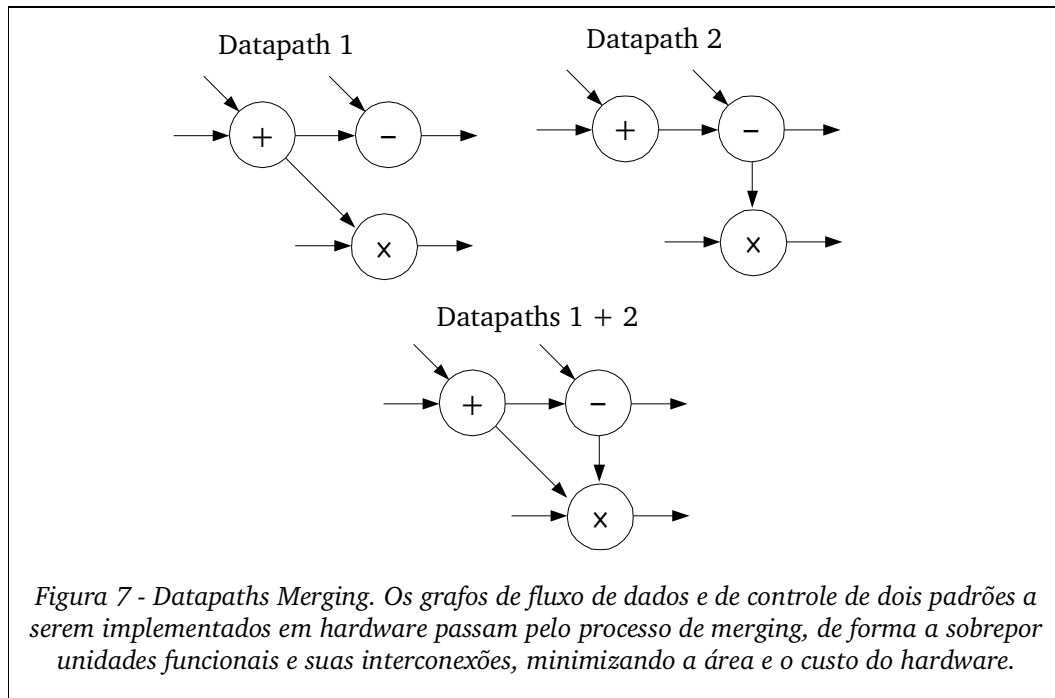 Datapath 1
Datapath 2
+
-
+
-
x
x
Datapaths 1 + 2
+
-
x
Figura 7 - Datapaths Merging. Os grafos de fluxo de dados e de controle de dois padrões a
serem implementados em hardware passam pelo processo de merging, de forma a sobrepor
unidades funcionais e suas interconexões, minimizando a área e o custo do hardware.